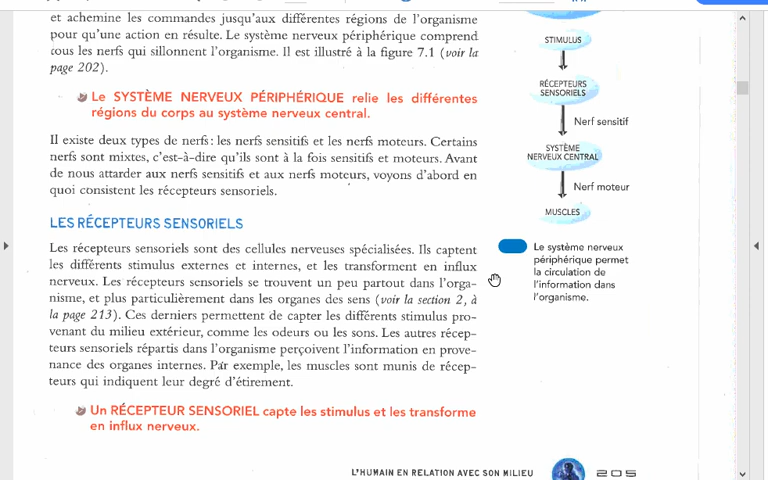 et achemine les commandes jusqu'aux différentes régions de l'organisme
pour qu'une action en résulte. Le système nerveux périphérique comprend
tous les nerfs qui sillonnent l'organisme. Il est illustré à la figure 7.1 (voir la
page 202).
Le SYSTÈME NERVEUX PÉRIPHÉRIQUE relie les différentes
régions du corps au système nerveux central.
Il existe deux types de nerfs: les nerfs sensitifs et les nerfs moteurs. Certains
nerfs sont mixtes, c'est-à-dire qu'ils sont à la fois sensitifs et moteurs. Avant
de nous attarder aux nerfs sensitifs et aux nerfs moteurs, voyons d'abord en
quoi consistent les récepteurs sensoriels.
LES RÉCEPTEURS SENSORIELS
Les récepteurs sensoriels sont des cellules nerveuses spécialisées. Ils captent
les différents stimulus externes et internes, et les transforment en influx
nerveux. Les récepteurs sensoriels se trouvent un peu partout dans l'orga-
nisme, et plus particulièrement dans les organes des sens (voir la section 2, à
la page 213). Ces derniers permettent de capter les différents stimulus pro-
venant du milieu extérieur, comme les odeurs ou les sons. Les autres récep-
teurs sensoriels répartis dans l'organisme perçoivent l'information en prove-
nance des organes internes. Par exemple, les muscles sont munis de récep-
teurs qui indiquent leur degré d'étirement.
Un RÉCEPTEUR SENSORIEL capte les stimulus et les transforme
en influx nerveux.
STIMULUS
RÉCEPTEURS
SENSORIELS
Nerf sensitif
SYSTÈME
NERVEUX CENTRAL
Nerf moteur
MUSCLES
Le système nerveux
périphérique permet
la circulation de
l'information dans
l'organisme.
L'HUMAIN EN RELATION AVEC SON MILIEU 205